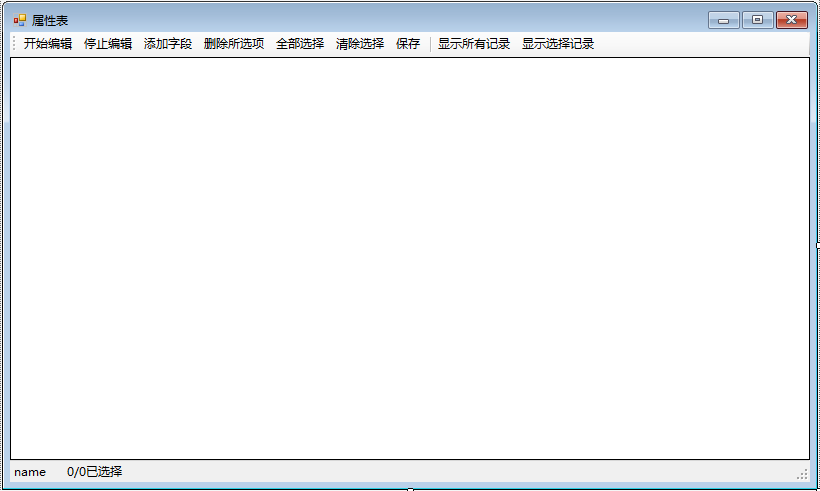 属性表
开始编辑 停止编辑 添加字段 删除所选项 全部选择 清除选择 保存 显示所有记录 显示选择记录
name 0/0已选择